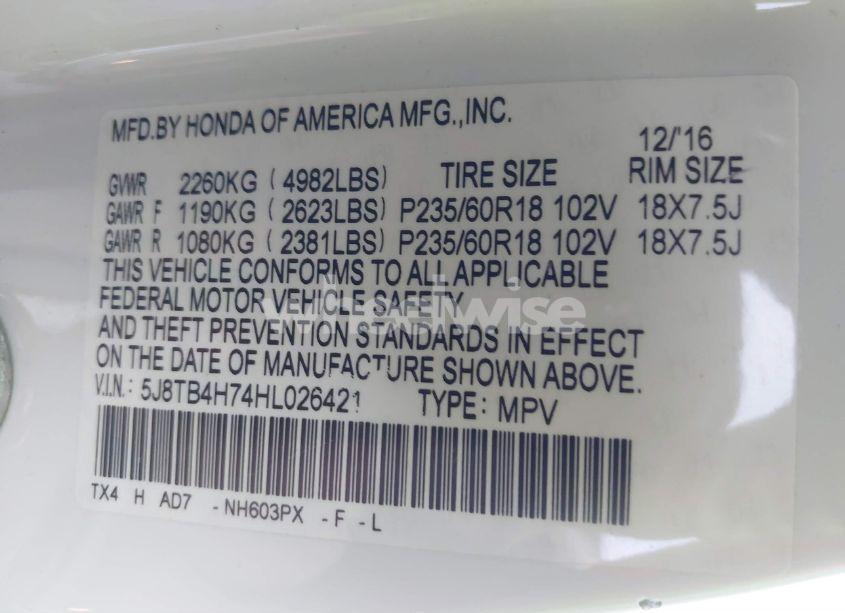 MFD.BY HONDA OF AMERICA MFG.,INC.
12/'16
GVWR 2260KG (4982LBS) TIRE SIZE RIM SIZE
GAWR F 1190KG (2623LBS) P235/60R18 102V 18X7.5J
GAWR R 1080KG (2381LBS) P235/60R18 102V 18X7.5J
THIS VEHICLE CONFORMS TO ALL APPLICABLE
FEDERAL MOTOR VEHICLE SAFETY
AND THEFT PREVENTION STANDARDS IN EFFECT
ON THE DATE OF MANUFACTURE SHOWN ABOVE.
V.I.N.: 5J8TB4H74HL026421 TYPE: MPV
TX4 H AD7 -NH603PX -F -L
wheelwise